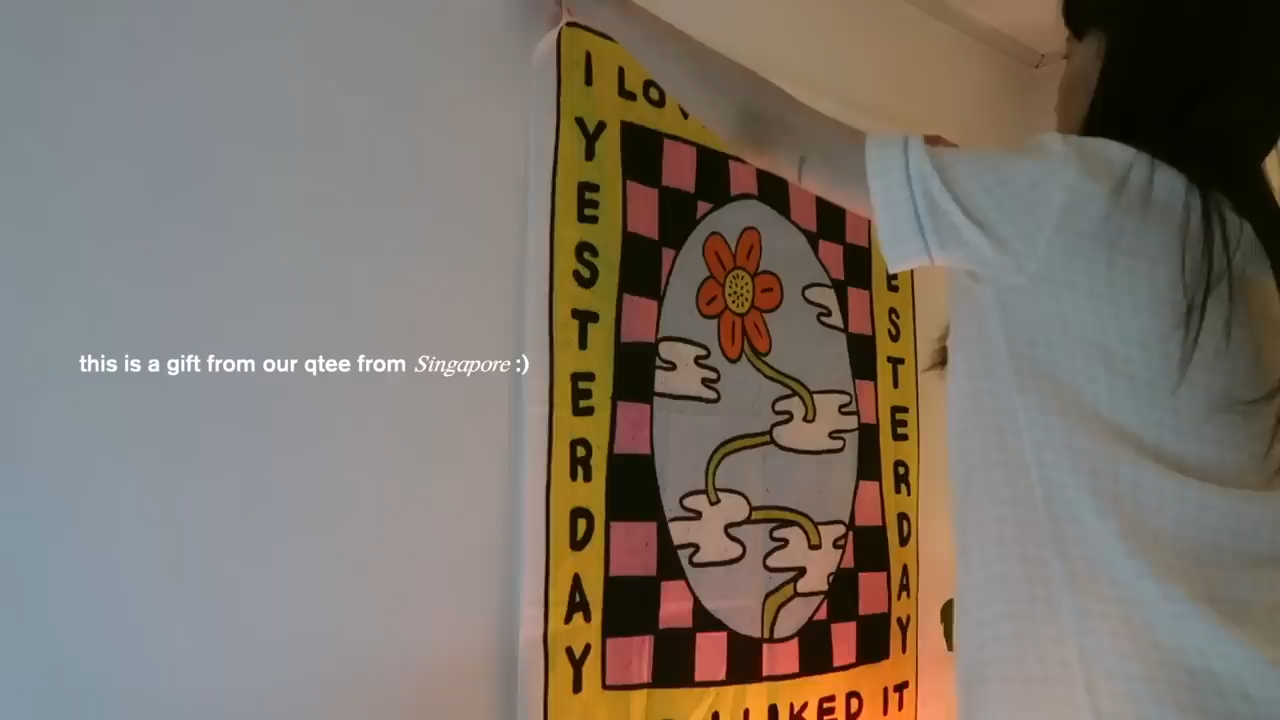 this is a gift from our qtee from Singapore :)
I LOV
YESTERDAY
ESTERDAY
LIKED IT